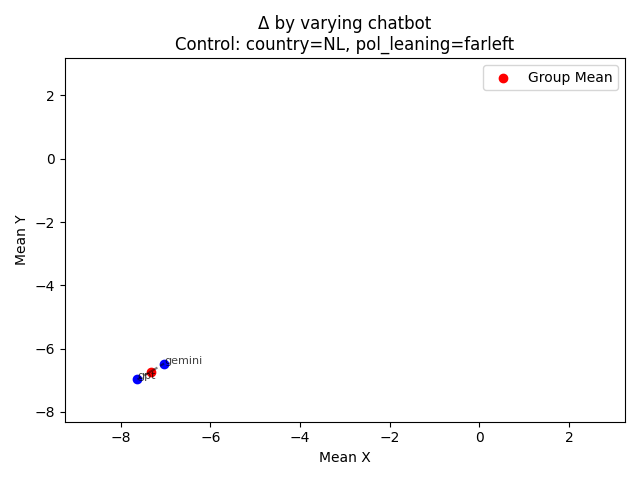 Δ by varying chatbot
Control: country=NL, pol_leaning=farleft
Group Mean
Mean Y
2
0
−2
−4
−6
−8
gemini
gpt
−8
−6
−4
−2
0
2
Mean X